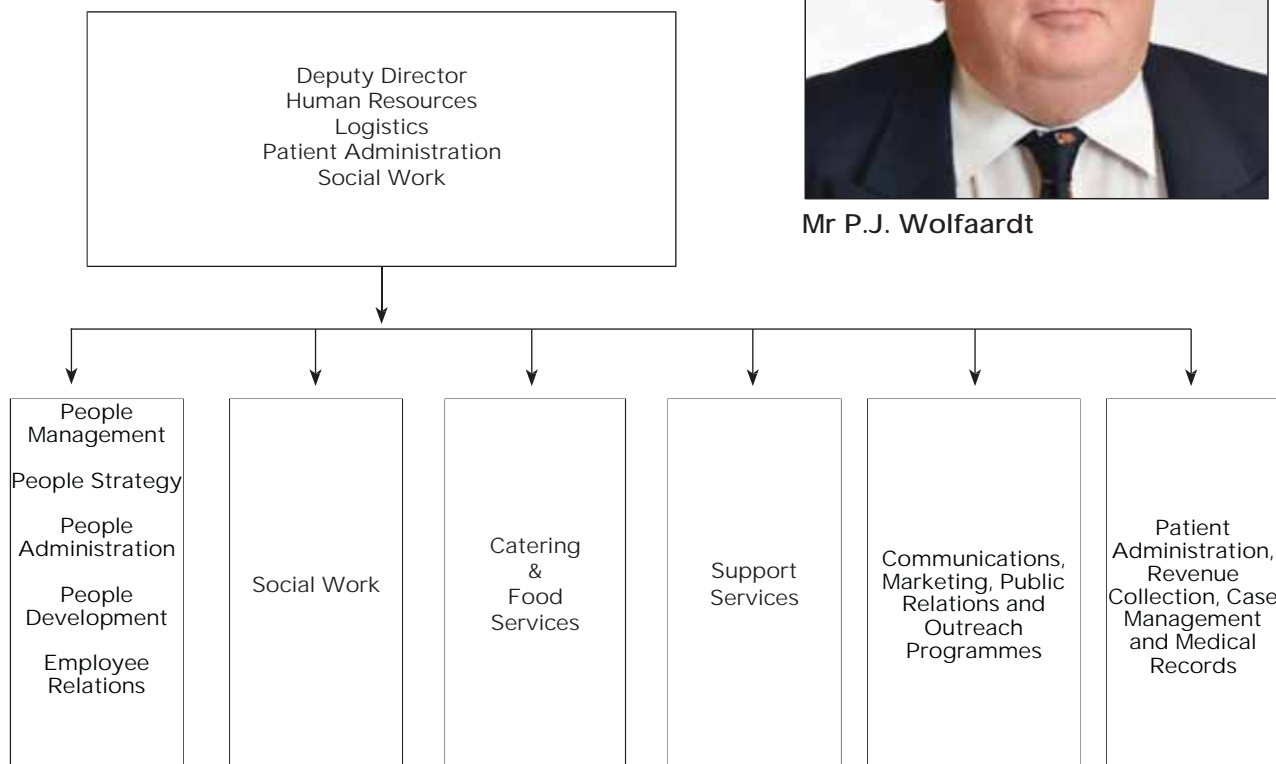 Deputy Director
Human Resources
Logistics
Patient Administration
Social Work
Mr P.J. Wolfaardt
People
Management
People Strategy
People
Administration
People
Development
Employee
Relations
Social Work
Catering
&
Food
Services
Support
Services
Communications,
Marketing, Public
Relations and
Outreach
Programmes
Patient
Administration,
Revenue
Collection, Case
Management
and Medical
Records